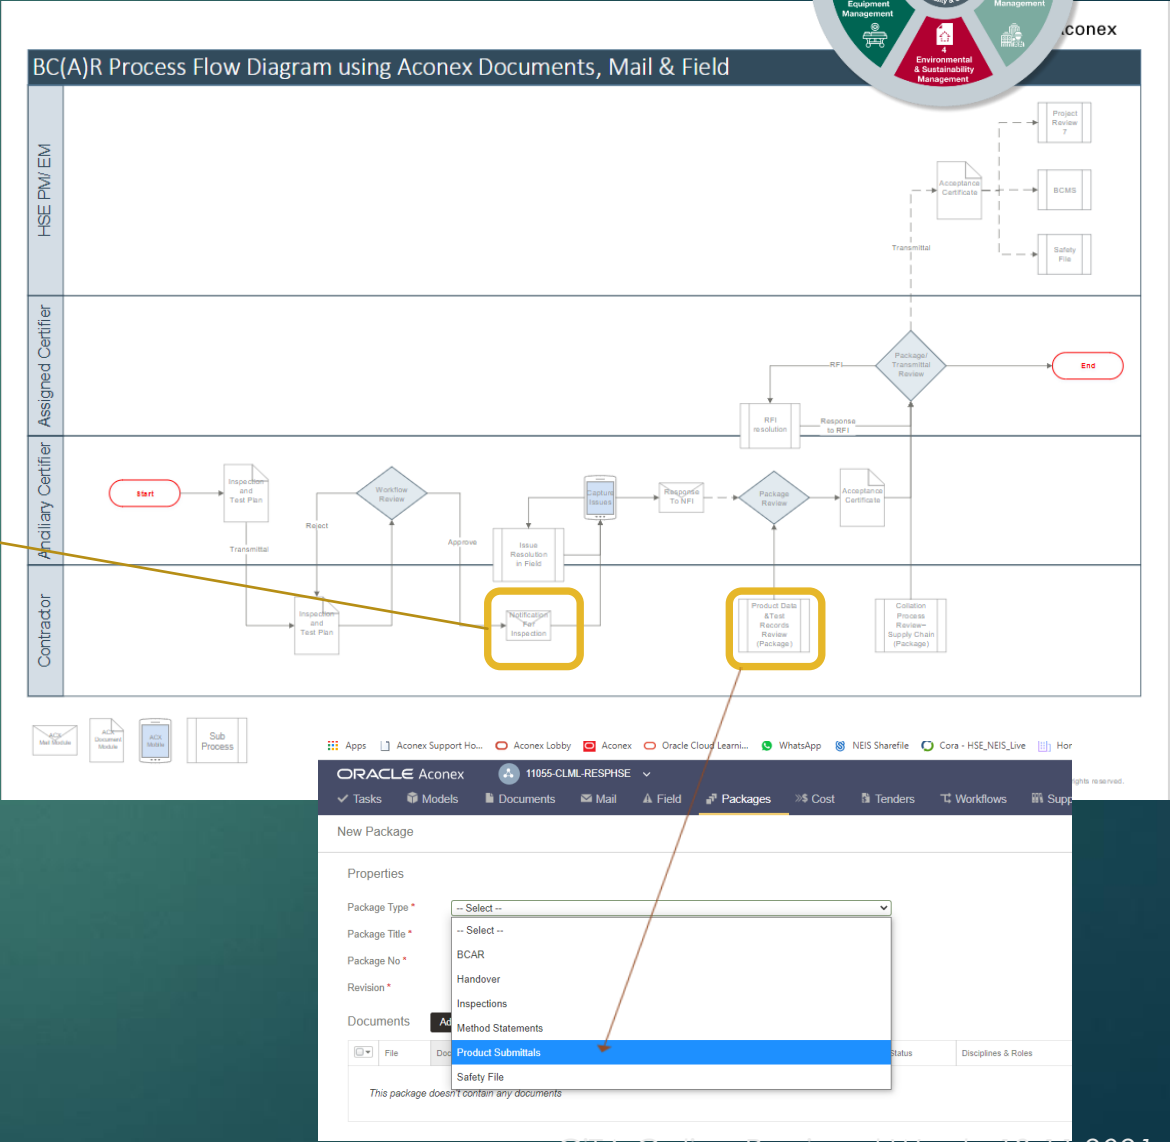 Equipment
Management
Management
4
Environmental
& Sustainability
Management
conex
BC(A)R Process Flow Diagram using Aconex Documents, Mail & Field
HSE PM/ EM
Project
Review
7
Acceptance
Certificate
BCMS
Transmittal
Safety
File
Assigned Certifier
Package/
Transmittal
Review
RFI
End
RFI
resolution
Response
to RFI
Ancillary Certifier
Start
Inspection
and
Test Plan
Transmittal
Reject
Workflow
Review
Approve
Issue
Resolution
in Field
Capture
Issues
Response
To NFI
Package
Review
Acceptance
Certificate
Contractor
Inspection
and
Test Plan
Notification
For
Inspection
Product Data
&Test
Records
Review
(Package)
Collation
Process
Review–
Supply Chain
(Package)
ACX
Mail Module
ACX
Document
Module
ACX
Mobile
Sub
Process
Apps Aconex Support Ho... Aconex Lobby Aconex Oracle Cloud Learni... WhatsApp NEIS Sharefile Cora - HSE_NEIS_Live Hor
rights reserved.
ORACLE Aconex 11055-CLML-RESPHSE
Tasks Models Documents Mail Field Packages Cost Tenders Workflows Supp
New Package
Properties
Package Type * -- Select --
Package Title *
Package No *
Revision *
-- Select --
BCAR
Handover
Inspections
Method Statements
Product Submittals
Safety File
Documents Ad
File Doc Status Disciplines & Roles
This package doesn't contain any documents